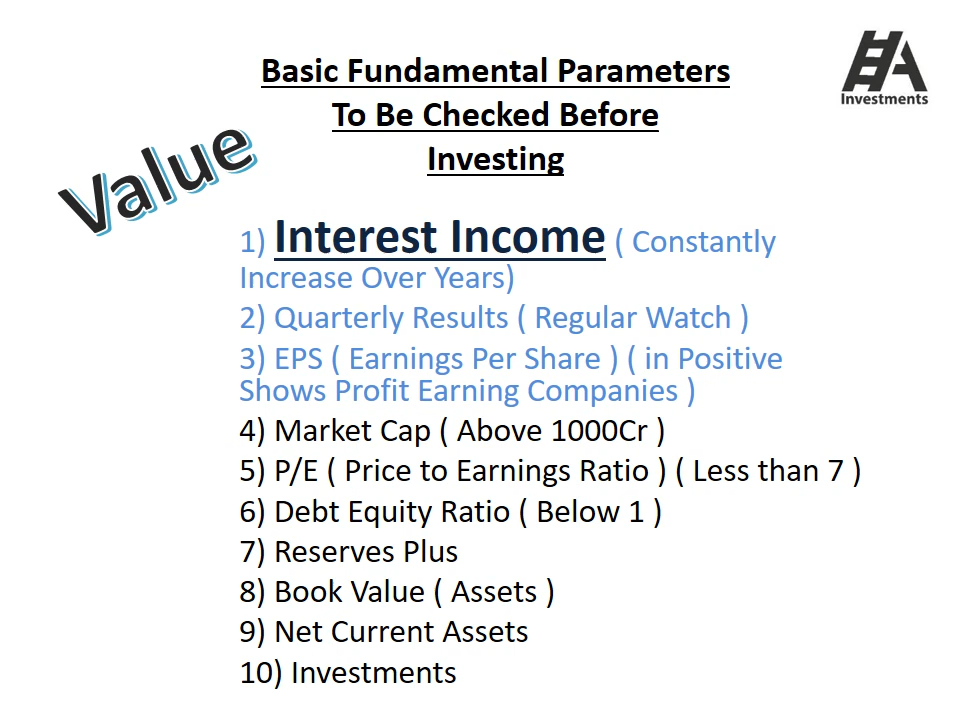 Basic Fundamental Parameters
To Be Checked Before
Investing
HA
Investments
Value
1) Interest Income ( Constantly
Increase Over Years)
2) Quarterly Results ( Regular Watch )
3) EPS ( Earnings Per Share ) ( in Positive
Shows Profit Earning Companies )
4) Market Cap ( Above 1000Cr )
5) P/E ( Price to Earnings Ratio ) ( Less than 7 )
6) Debt Equity Ratio ( Below 1 )
7) Reserves Plus
8) Book Value ( Assets )
9) Net Current Assets
10) Investments